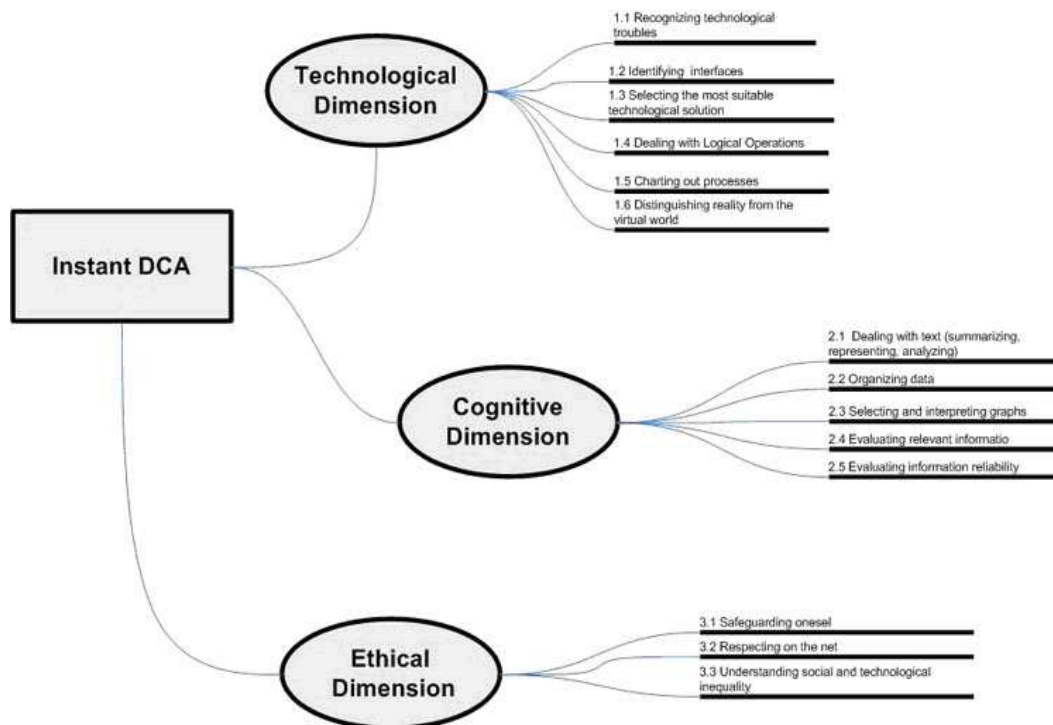 1.1 Recognizing technological
troubles
Technological
Dimension
1.2 Identifying interfaces
1.3 Selecting the most suitable
technological solution
1.4 Dealing with Logical Operations
1.5 Charting out processes
1.6 Distinguishing reality from the
virtual world
Instant DCA
2.1 Dealing with text (summarizing,
representing, analyzing)
2.2 Organizing data
Cognitive
Dimension
2.3 Selecting and interpreting graphs
2.4 Evaluating relevant informatio
2.5 Evaluating information reliability
3.1 Safeguarding onesel
3.2 Respecting on the net
Ethical
Dimension
3.3 Understanding social and technological
inequality